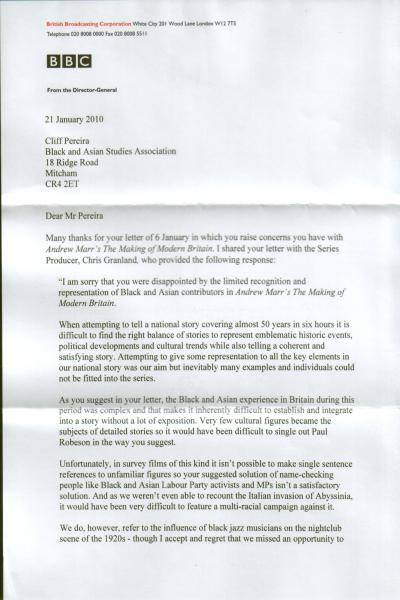 British Broadcasting Corporation White City 201 Wood Lane London W12 7TS
Telephone 020 8008 0000 Fax 020 8008 5511
BBC
From the Director-General
21 January 2010
Cliff Pereira
Black and Asian Studies Association
18 Ridge Road
Mitcham
CR4 2ET
Dear Mr Pereira
Many thanks for your letter of 6 January in which you raise concerns you have with
Andrew Marr's The Making of Modern Britain. I shared your letter with the Series
Producer, Chris Granland, who provided the following response:
"I am sorry that you were disappointed by the limited recognition and
representation of Black and Asian contributors in Andrew Marr's The Making of
Modern Britain.
When attempting to tell a national story covering almost 50 years in six hours it is
difficult to find the right balance of stories to represent emblematic historic events,
political developments and cultural trends while also telling a coherent and
satisfying story. Attempting to give some representation to all the key elements in
our national story was our aim but inevitably many examples and individuals could
not be fitted into the series.
As you suggest in your letter, the Black and Asian experience in Britain during this
period was complex and that makes it inherently difficult to establish and integrate
into a story without a lot of exposition. Very few cultural figures became the
subjects of detailed stories so it would have been difficult to single out Paul
Robeson in the way you suggest.
Unfortunately, in survey films of this kind it isn't possible to make single sentence
references to unfamiliar figures so your suggested solution of name-checking
people like Black and Asian Labour Party activists and MPs isn't a satisfactory
solution. And as we weren't even able to recount the Italian invasion of Abyssinia,
it would have been very difficult to feature a multi-racial campaign against it.
We do, however, refer to the influence of black jazz musicians on the nightclub
scene of the 1920s - though I accept and regret that we missed an opportunity to